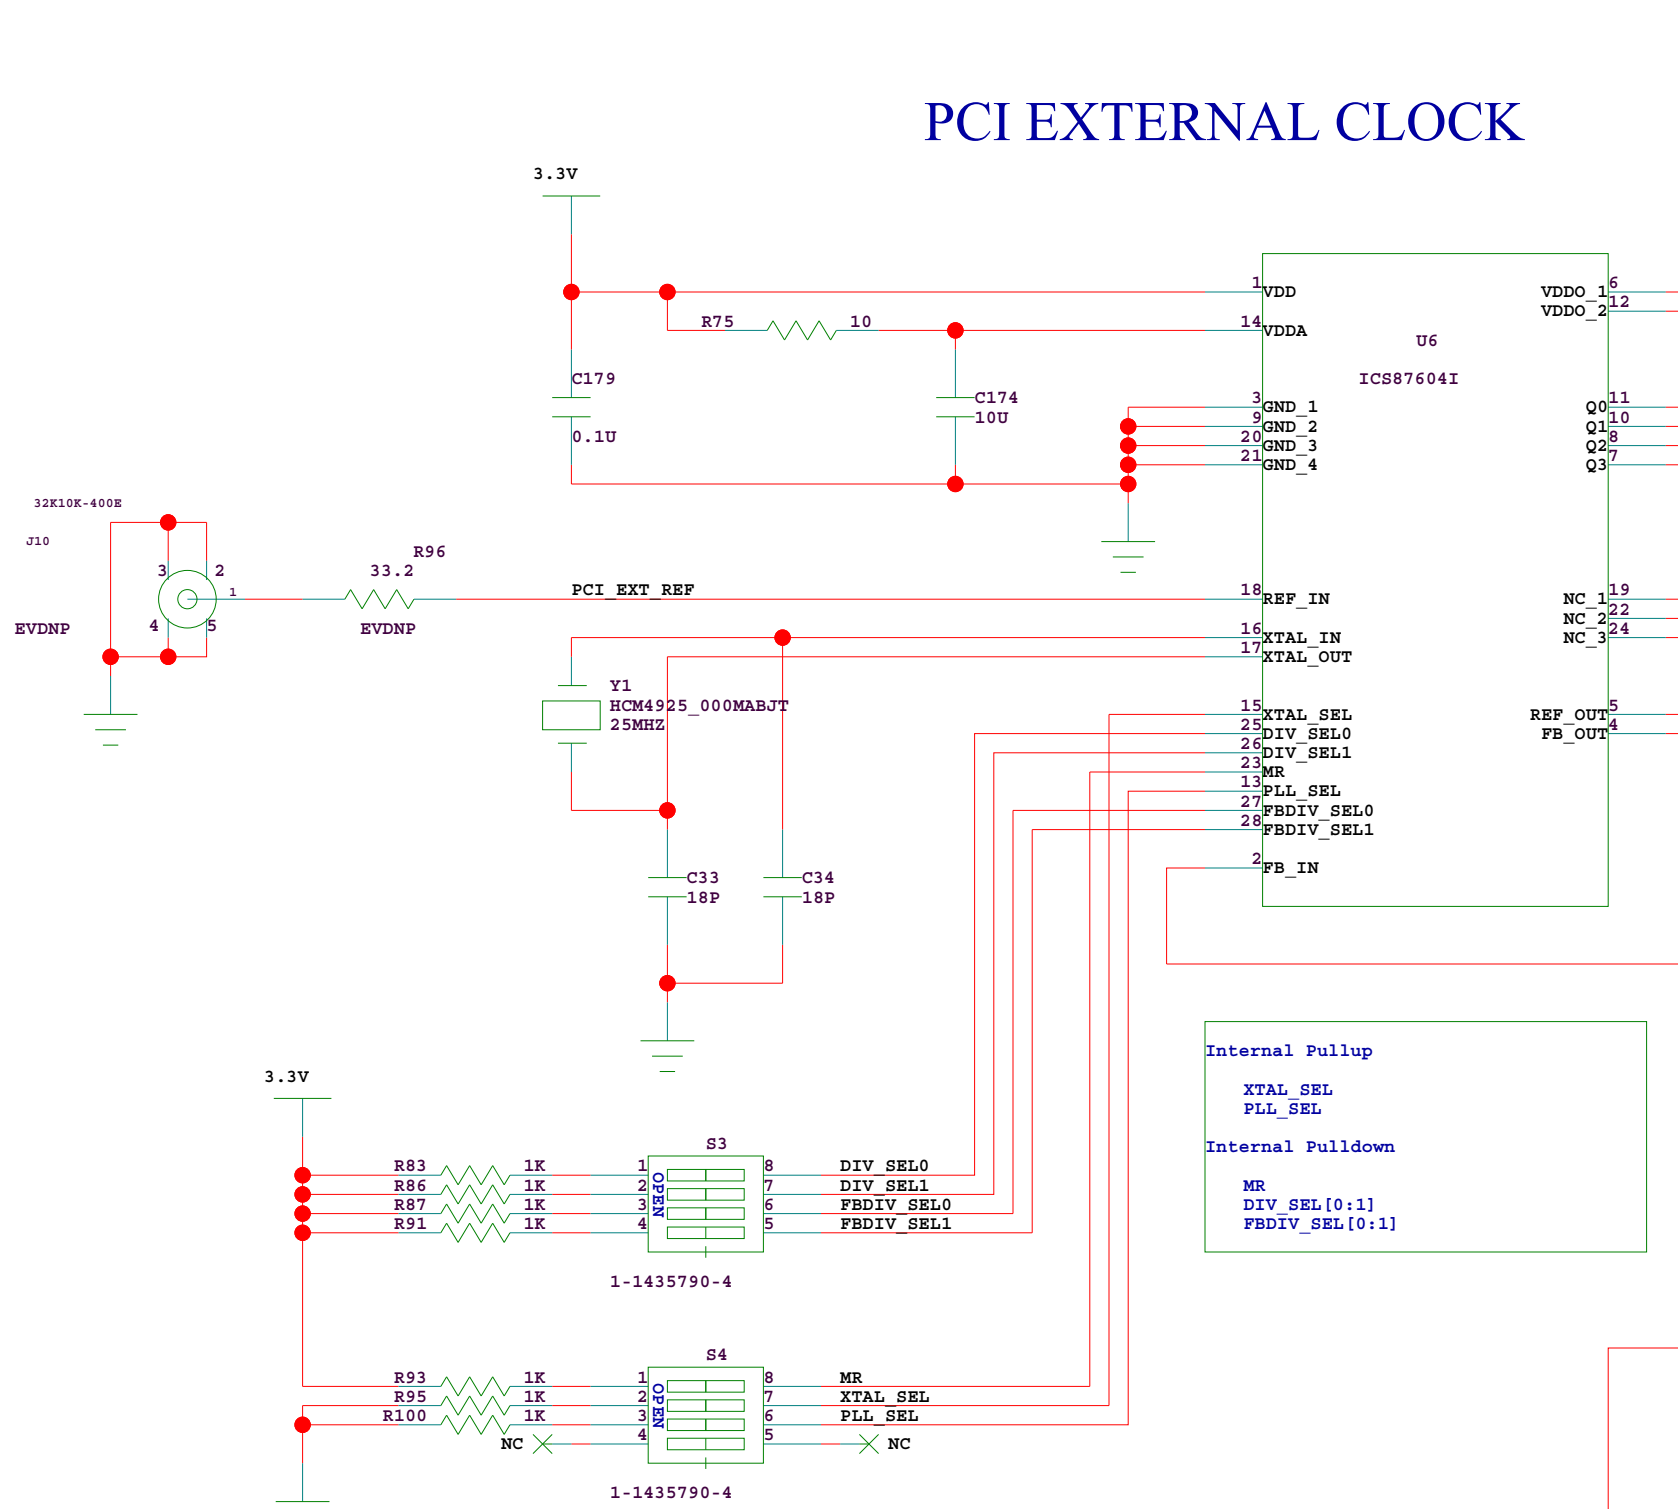 PCI EXTERNAL CLOCK
3.3V
1 VDD
VDDO_1 6
VDDO_2 12
R75 10
14 VDDA
U6
ICS87604I
C179
0.1U
C174
10U
3 GND_1
9 GND_2
20 GND_3
21 GND_4
Q0 11
Q1 10
Q2 8
Q3 7
32K10K-400E
J10
3 2
1
4 5
EVDNP
R96
33.2
EVDNP
PCI_EXT_REF
18 REF_IN
16 XTAL_IN
17 XTAL_OUT
NC_1 19
NC_2 22
NC_3 24
Y1
HCM4925_000MABJT
25MHZ
15 XTAL_SEL
25 DIV_SEL0
26 DIV_SEL1
23 MR
13 PLL_SEL
27 FBDIV_SEL0
28 FBDIV_SEL1
2 FB_IN
REF_OUT 5
FB_OUT 4
C33
18P
C34
18P
Internal Pullup
XTAL_SEL
PLL_SEL
Internal Pulldown
MR
DIV_SEL[0:1]
FBDIV_SEL[0:1]
3.3V
S3
R83 1K 1 8 DIV_SEL0
R86 1K 2 7 DIV_SEL1
R87 1K 3 6 FBDIV_SEL0
R91 1K 4 5 FBDIV_SEL1
OPEN
1-1435790-4
S4
R93 1K 1 8 MR
R95 1K 2 7 XTAL_SEL
R100 1K 3 6 PLL_SEL
NC 4 5 NC
OPEN
1-1435790-4